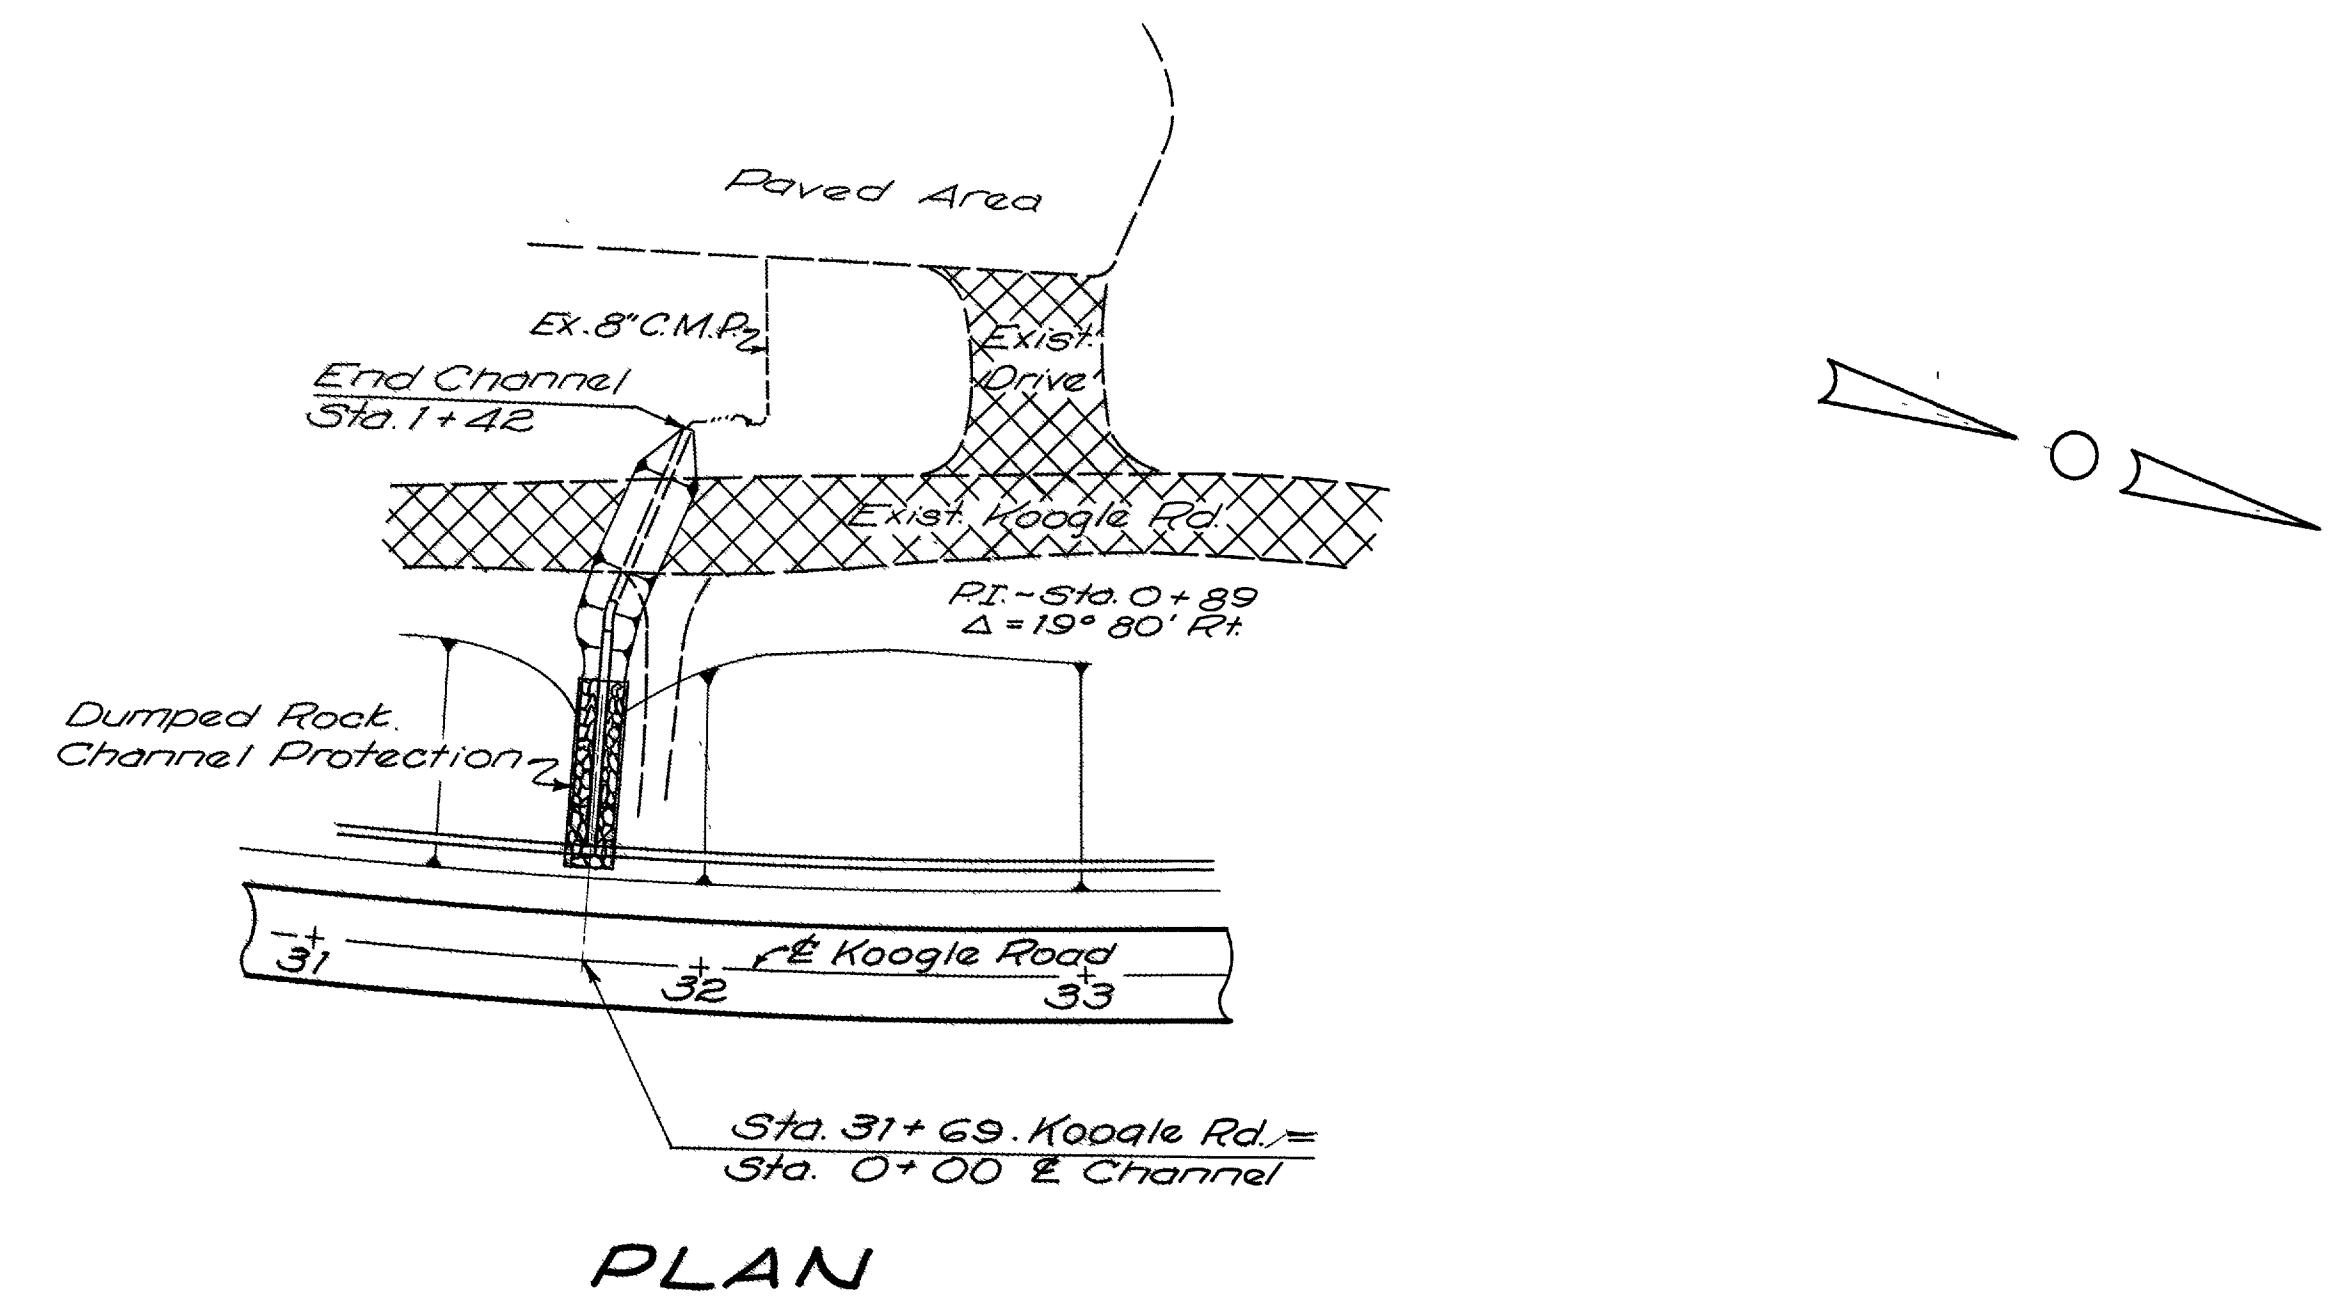 Paved Area
Ex. 8" C.M.P.
End Channel
Sta. 1 + 42
Exist.
Drive
Exist. Koogle Rd.
P.I. - Sta. 0 + 89
Δ = 19° 80' Rt.
Dumped Rock
Channel Protection
℄ Koogle Road
31
32
33
Sta. 31 + 69. Koogle Rd. =
Sta. 0 + 00 ℄ Channel
PLAN